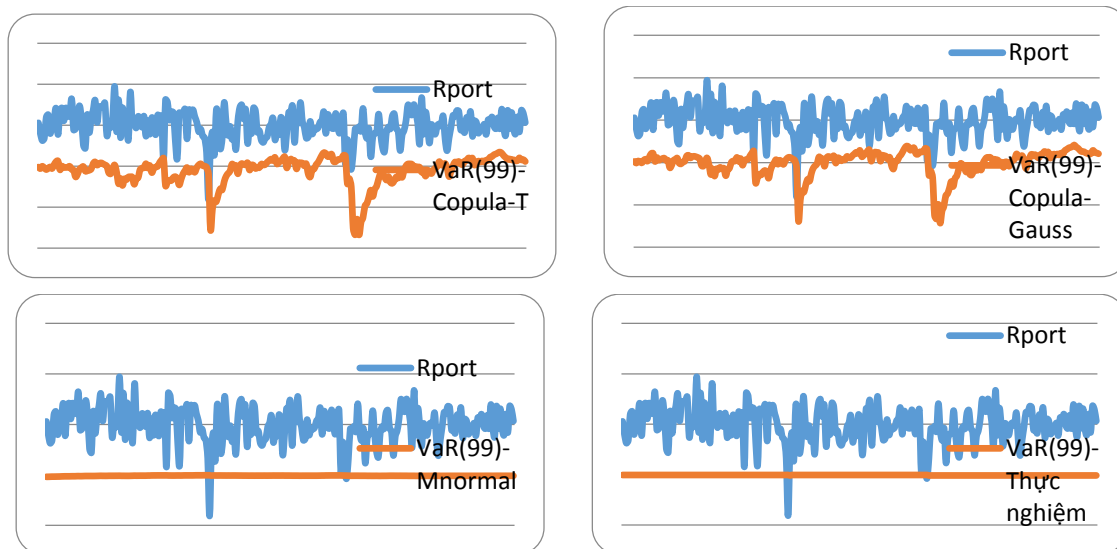 Rport
VaR(99)-
Copula-T
Rport
VaR(99)-
Copula-
Gauss
Rport
VaR(99)-
Mnormal
Rport
VaR(99)-
Thực
nghiệm